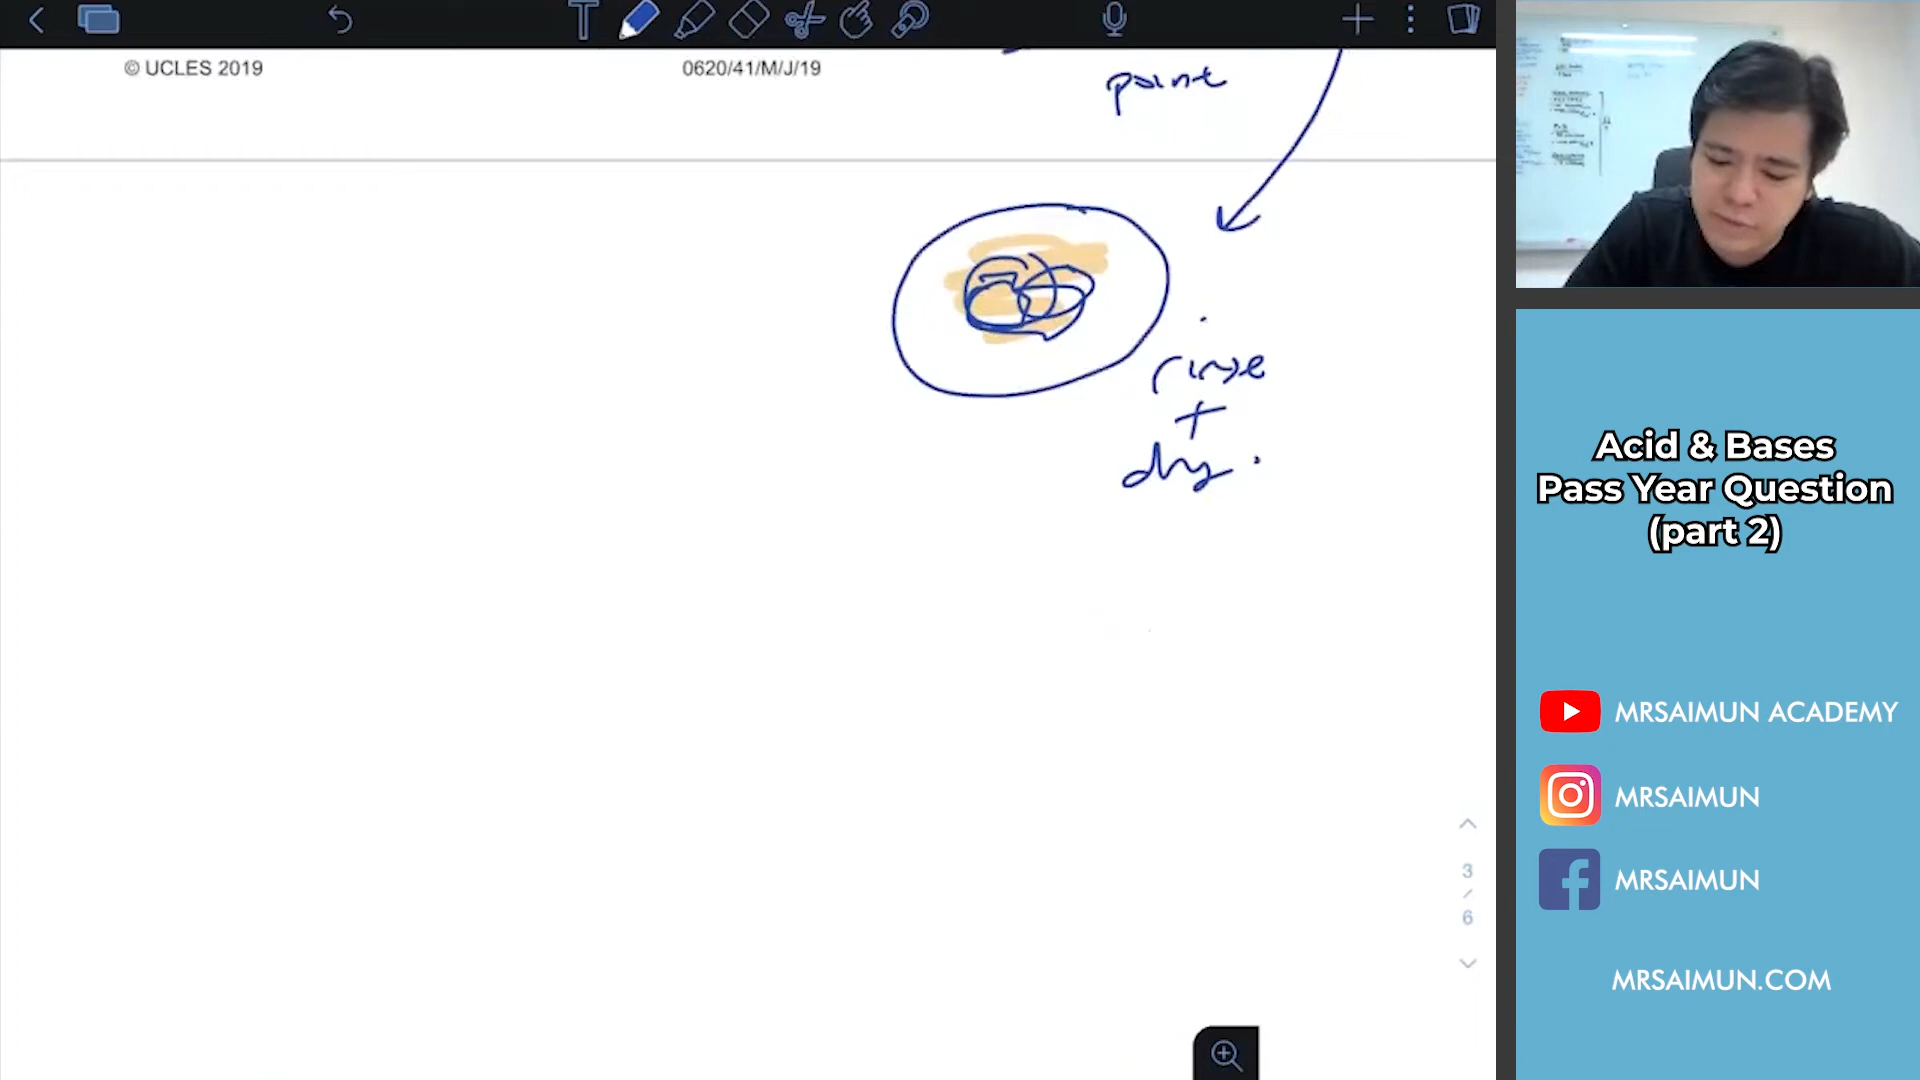 © UCLES 2019
0620/41/M/J/19
point
rinse
+
dry.
3
/
6
Acid & Bases
Pass Year Question
(part 2)
MRSAIMUN ACADEMY
MRSAIMUN
MRSAIMUN
MRSAIMUN.COM